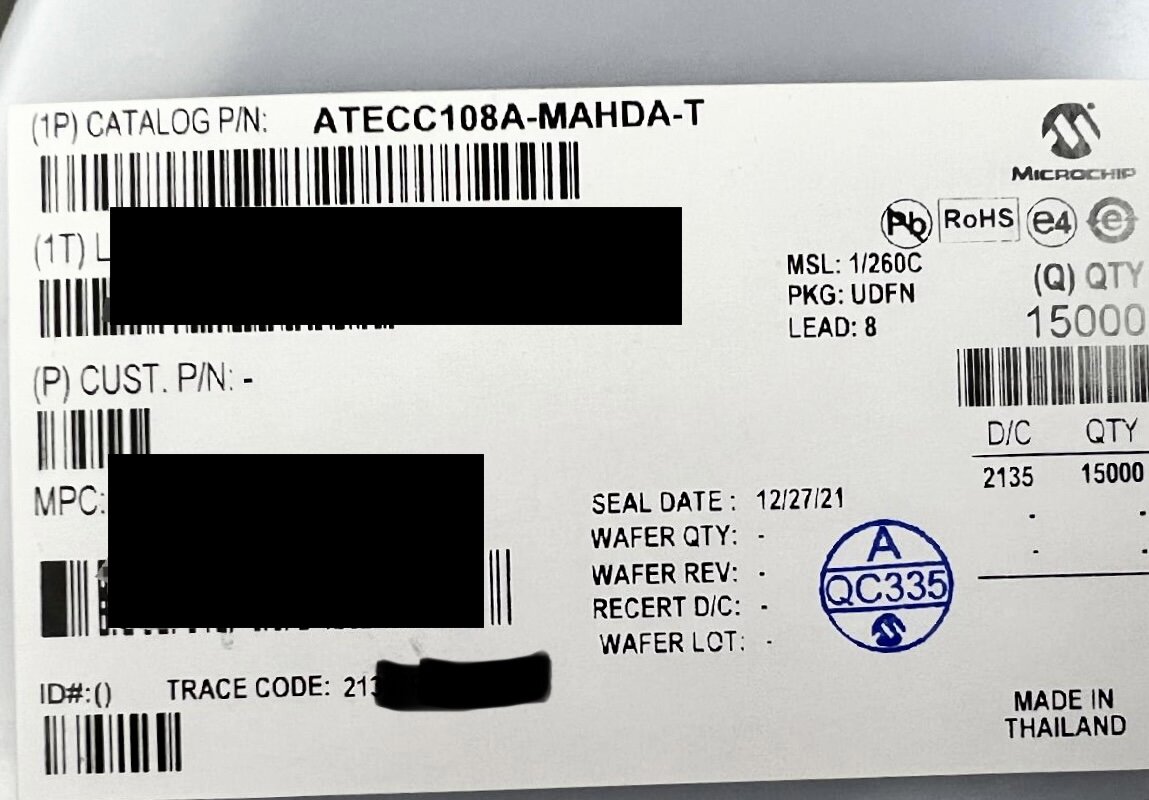 (1P) CATALOG P/N: ATECC108A-MAHDA-T
MICROCHIP
(1T) L
Pb RoHS e4 e
MSL: 1/260C
PKG: UDFN
LEAD: 8
(Q) QTY
15000
(P) CUST. P/N: -
D/C QTY
2135 15000
- -
- -
MPC:
SEAL DATE : 12/27/21
WAFER QTY: -
WAFER REV: -
RECERT D/C: -
WAFER LOT: -
A
QC335
ID#:() TRACE CODE: 213
MADE IN
THAILAND